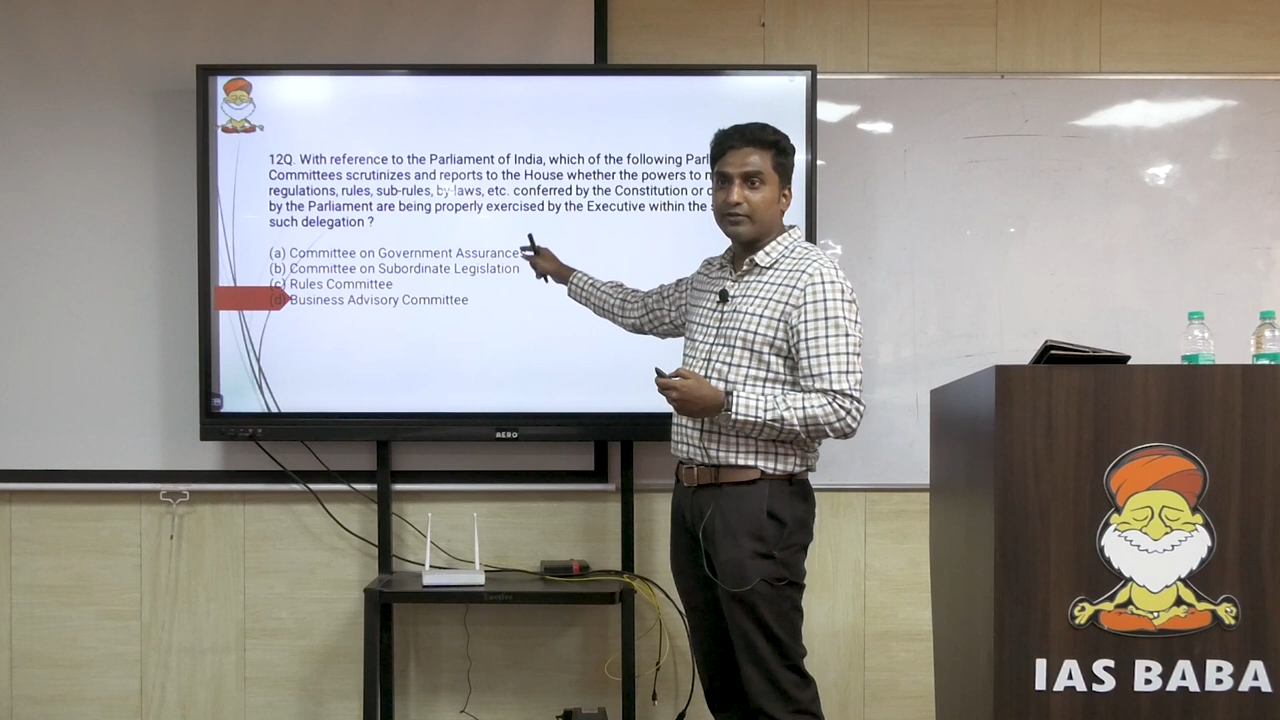 12Q. With reference to the Parliament of India, which of the following
Committees scrutinizes and reports to the House whether the powers to
regulations, rules, sub-rules, by-laws, etc. conferred by the Constitution or
by the Parliament are being properly exercised by the Executive within the
such delegation ?
(a) Committee on Government Assurances
(b) Committee on Subordinate Legislation
(c) Rules Committee
(d) Business Advisory Committee
AERO
IAS BABA